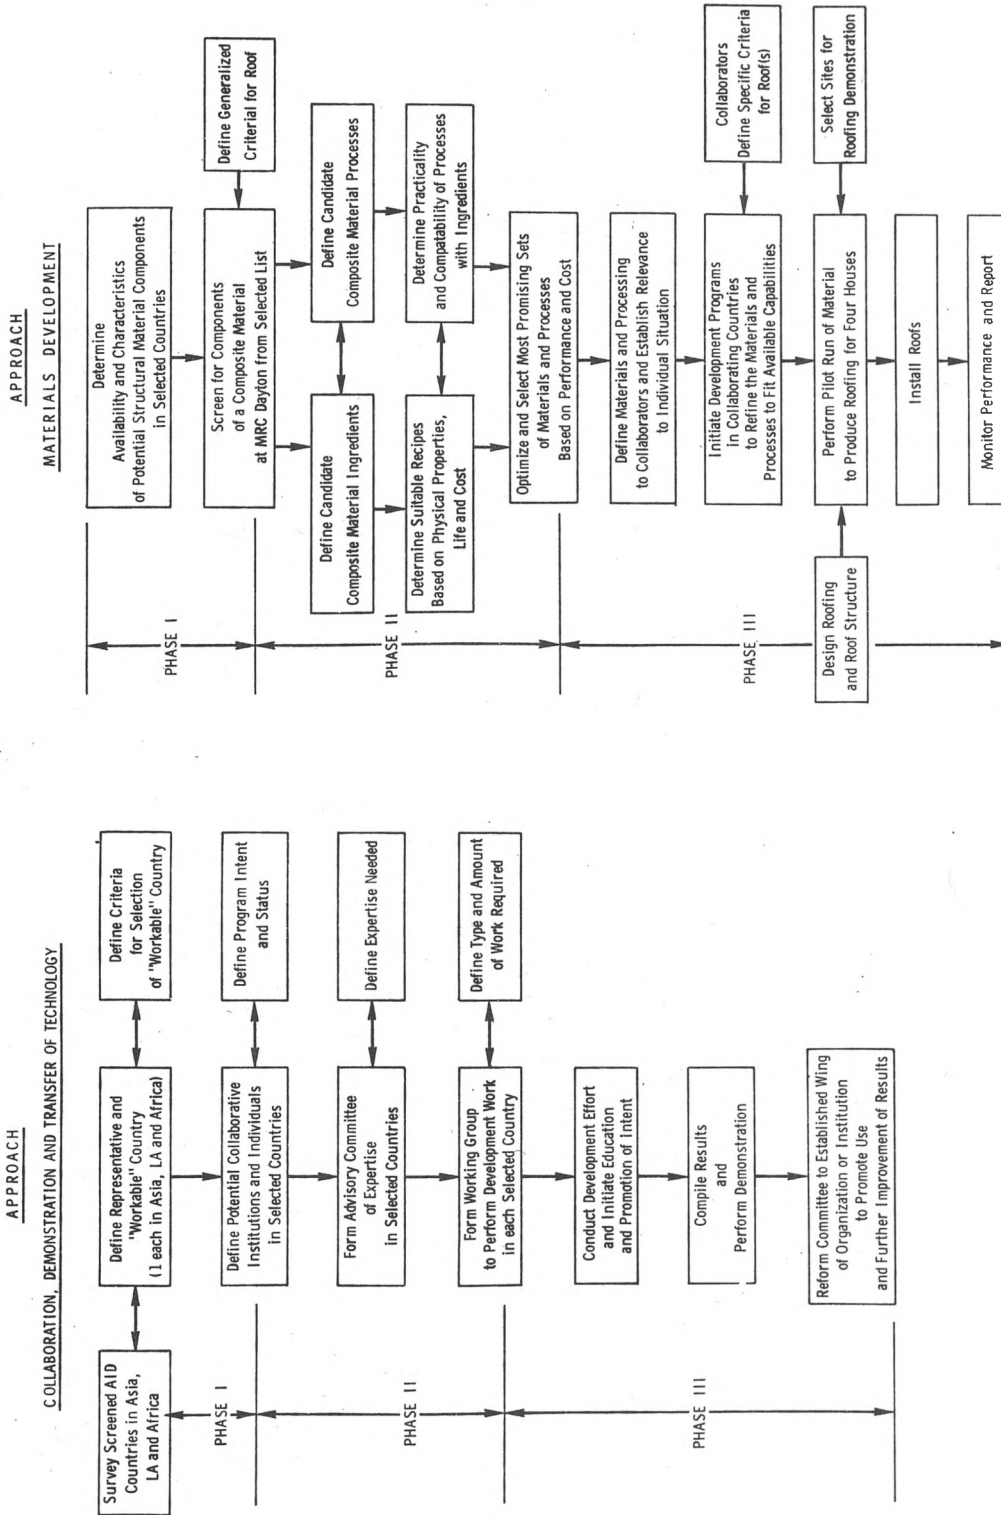 APPROACH
COLLABORATION, DEMONSTRATION AND TRANSFER OF TECHNOLOGY
Survey Screened AID
Countries in Asia,
LA and Africa
Define Representative and
"Workable" Country
(1 each in Asia, LA and Africa)
Define Criteria
for Selection
of "Workable" Country
PHASE I
Define Potential Collaborative
Institutions and Individuals
in Selected Countries
Define Program Intent
and Status
PHASE II
Form Advisory Committee
of Expertise
in Selected Countries
Define Expertise Needed
Form Working Group
to Perform Development Work
in each Selected Country
Define Type and Amount
of Work Required
PHASE III
Conduct Development Effort
and Initiate Education
and Promotion of Intent
Compile Results
and
Perform Demonstration
Reform Committee to Established Wing
of Organization or Institution
to Promote Use
and Further Improvement of Results
APPROACH
MATERIALS DEVELOPMENT
PHASE I
Determine
Availability and Characteristics
of Potential Structural Material Components
in Selected Countries
Screen for Components
of a Composite Material
at MRC Dayton from Selected List
Define Generalized
Criterial for Roof
PHASE II
Define Candidate
Composite Material Ingredients
Define Candidate
Composite Material Processes
Determine Suitable Recipes
Based on Physical Properties,
Life and Cost
Determine Practicality
and Compatability of Processes
with Ingredients
Optimize and Select Most Promising Sets
of Materials and Processes
Based on Performance and Cost
PHASE III
Define Materials and Processing
to Collaborators and Establish Relevance
to Individual Situation
Initiate Development Programs
in Collaborating Countries
to Refine the Materials and
Processes to Fit Available Capabilities
Collaborators
Define Specific Criteria
for Roof(s)
Design Roofing
and Roof Structure
Perform Pilot Run of Material
to Produce Roofing for Four Houses
Select Sites for
Roofing Demonstration
Install Roofs
Monitor Performance and Report